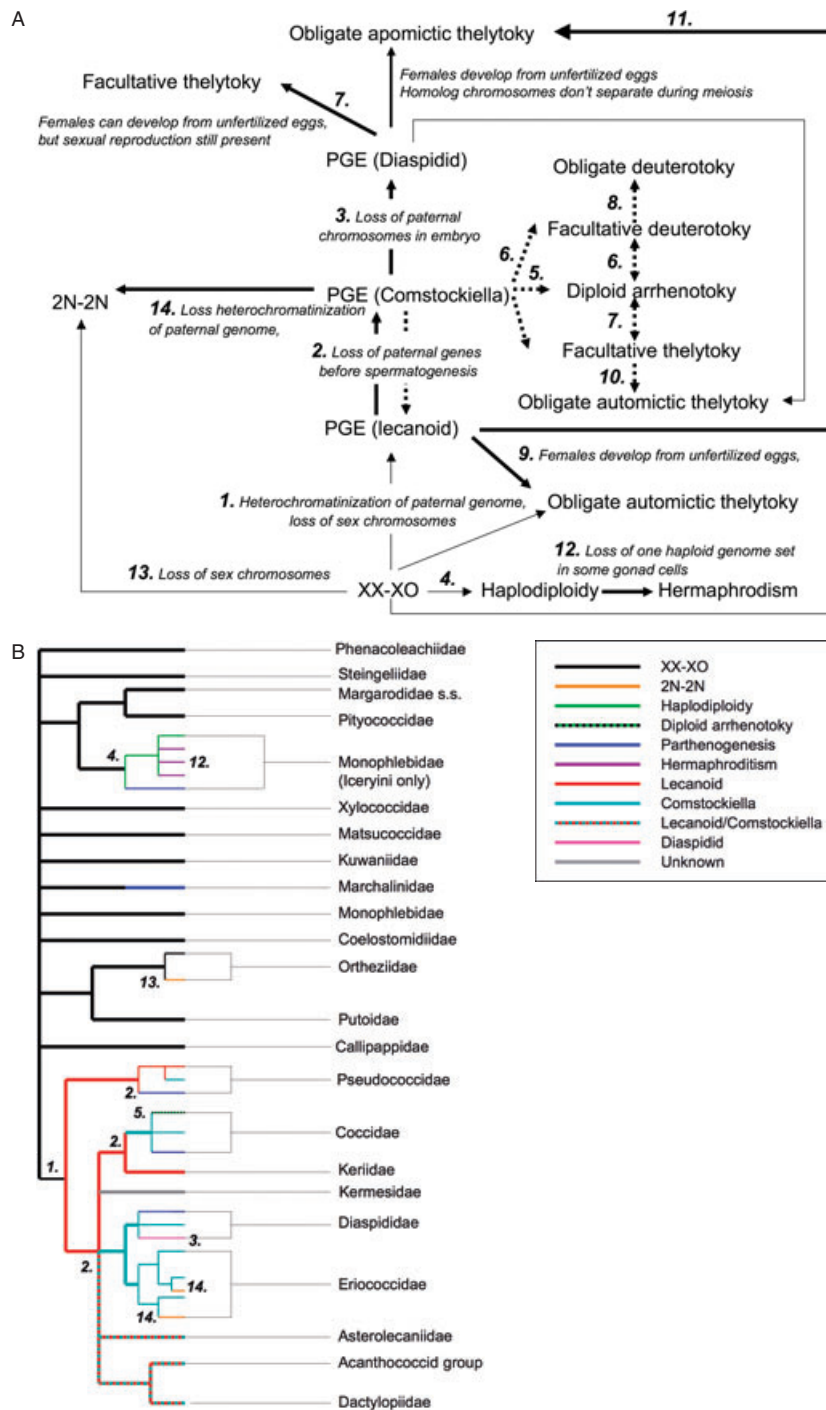 A
Obligate apomictic thelytoky
11.
Facultative thelytoky
7.
Females develop from unfertilized eggs
Homolog chromosomes don't separate during meiosis
Females can develop from unfertilized eggs,
but sexual reproduction still present
PGE (Diaspidid)
Obligate deuterotoky
8.
3. Loss of paternal
chromosomes in embryo
Facultative deuterotoky
6.
6.
5.
2N-2N
PGE (Comstockiella)
Diploid arrhenotoky
14. Loss heterochromatinization
of paternal genome,
7.
2. Loss of paternal genes
before spermatogenesis
Facultative thelytoky
10.
Obligate automictic thelytoky
PGE (lecanoid)
9. Females develop from unfertilized eggs,
1. Heterochromatinization of paternal genome,
loss of sex chromosomes
Obligate automictic thelytoky
12. Loss of one haploid genome set
in some gonad cells
13. Loss of sex chromosomes
XX-XO
4.
Haplodiploidy
Hermaphrodism
B
Phenacoleachiidae
Steingeliidae
Margarodidae s.s.
Pityococcidae
4.
12.
Monophlebidae
(Iceryini only)
Xylococcidae
Matsucoccidae
Kuwaniidae
Marchalinidae
Monophlebidae
Coelostomidiidae
Ortheziidae
13.
Putoidae
Callipappidae
Pseudococcidae
2.
5.
Coccidae
2.
1.
Keriidae
Kermesidae
Diaspididae
3.
2.
Eriococcidae
14.
14.
Asterolecaniidae
Acanthococcid group
Dactylopiidae
XX-XO
2N-2N
Haplodiploidy
Diploid arrhenotoky
Parthenogenesis
Hermaphroditism
Lecanoid
Comstockiella
Lecanoid/Comstockiella
Diaspidid
Unknown